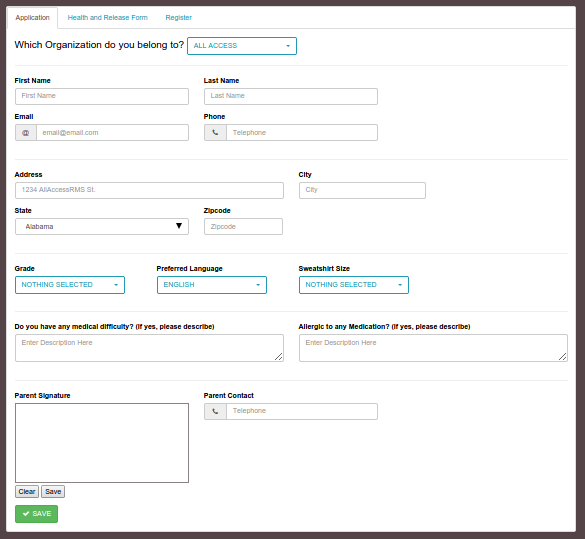 Application Health and Release Form Register
Which Organization do you belong to? ALL ACCESS
First Name Last Name
First Name Last Name
Email Phone
@ email@email.com Telephone
Address City
1234 AllAccessRMS St. City
State Zipcode
Alabama Zipcode
Grade Preferred Language Sweatshirt Size
NOTHING SELECTED ENGLISH NOTHING SELECTED
Do you have any medical difficulty? (if yes, please describe) Allergic to any Medication? (if yes, please describe)
Enter Description Here Enter Description Here
Parent Signature Parent Contact
Telephone
Clear Save
SAVE